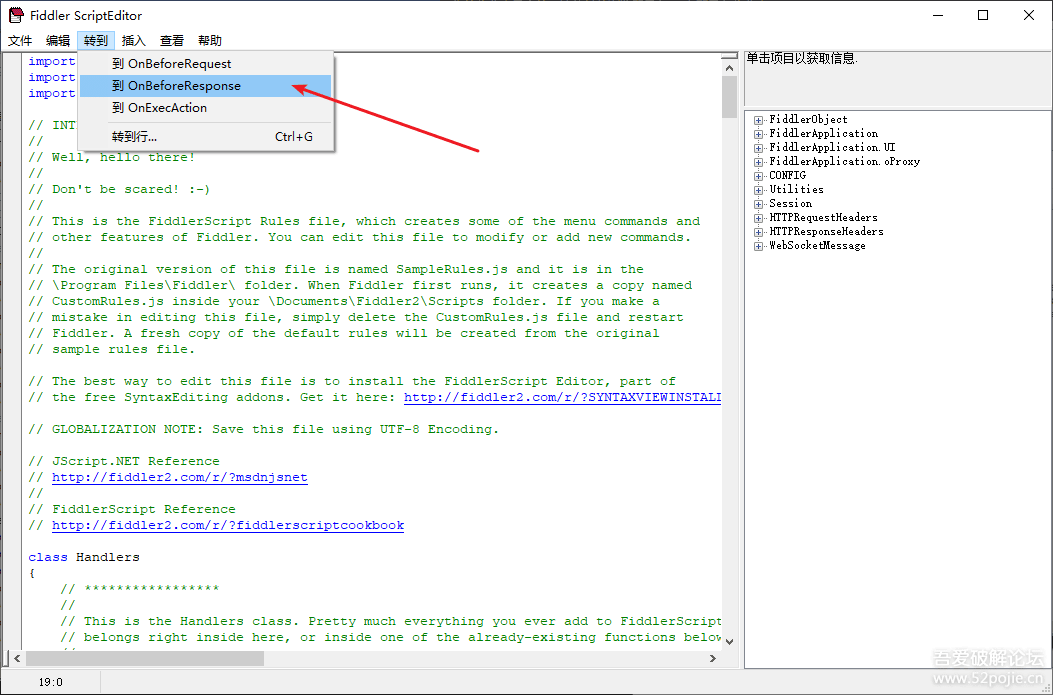 Fiddler ScriptEditor
文件 编辑 转到 插入 查看 帮助
import
import
import
到 OnBeforeRequest
到 OnBeforeResponse
到 OnExecAction
转到行... Ctrl+G
// INT
//
// Well, hello there!
//
// Don't be scared! :-)
//
// This is the FiddlerScript Rules file, which creates some of the menu commands and
// other features of Fiddler. You can edit this file to modify or add new commands.
//
// The original version of this file is named SampleRules.js and it is in the
// \Program Files\Fiddler\ folder. When Fiddler first runs, it creates a copy named
// CustomRules.js inside your \Documents\Fiddler2\Scripts folder. If you make a
// mistake in editing this file, simply delete the CustomRules.js file and restart
// Fiddler. A fresh copy of the default rules will be created from the original
// sample rules file.
// The best way to edit this file is to install the FiddlerScript Editor, part of
// the free SyntaxEditing addons. Get it here: http://fiddler2.com/r/?SYNTAXVIEWINSTALL
// GLOBALIZATION NOTE: Save this file using UTF-8 Encoding.
// JScript.NET Reference
// http://fiddler2.com/r/?msdnjsnet
//
// FiddlerScript Reference
// http://fiddler2.com/r/?fiddlerscriptcookbook
class Handlers
{
// *****************
//
// This is the Handlers class. Pretty much everything you ever add to FiddlerScript
// belongs right inside here, or inside one of the already-existing functions below
单击项目以获取信息.
FiddlerObject
FiddlerApplication
FiddlerApplication.UI
FiddlerApplication.oProxy
CONFIG
Utilities
Session
HTTPRequestHeaders
HTTPResponseHeaders
WebSocketMessage
19:0
吾爱破解论坛
www.52pojie.cn